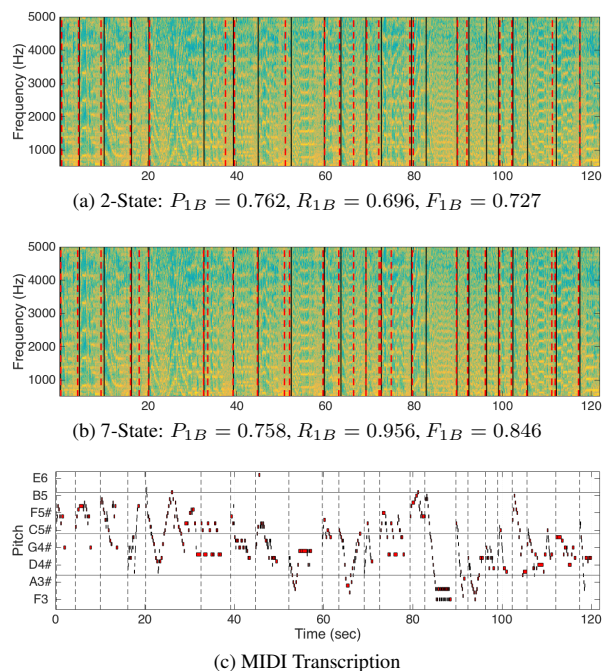 5000
4000
3000
2000
1000
Frequency (Hz)
20 40 60 80 100 120
(a) 2-State: P1B = 0.762, R1B = 0.696, F1B = 0.727
5000
4000
3000
2000
1000
Frequency (Hz)
20 40 60 80 100 120
(b) 7-State: P1B = 0.758, R1B = 0.956, F1B = 0.846
E6
B5
F5#
C5#
G4#
D4#
A3#
F3
Pitch
0 20 40 60 80 100 120
Time (sec)
(c) MIDI Transcription